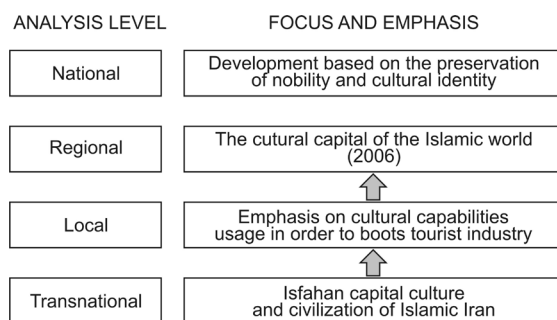 ANALYSIS LEVEL
FOCUS AND EMPHASIS
National
Development based on the preservation
of nobility and cultural identity
Regional
The cutural capital of the Islamic world
(2006)
Local
Emphasis on cultural capabilities
usage in order to boots tourist industry
Transnational
Isfahan capital culture
and civilization of Islamic Iran